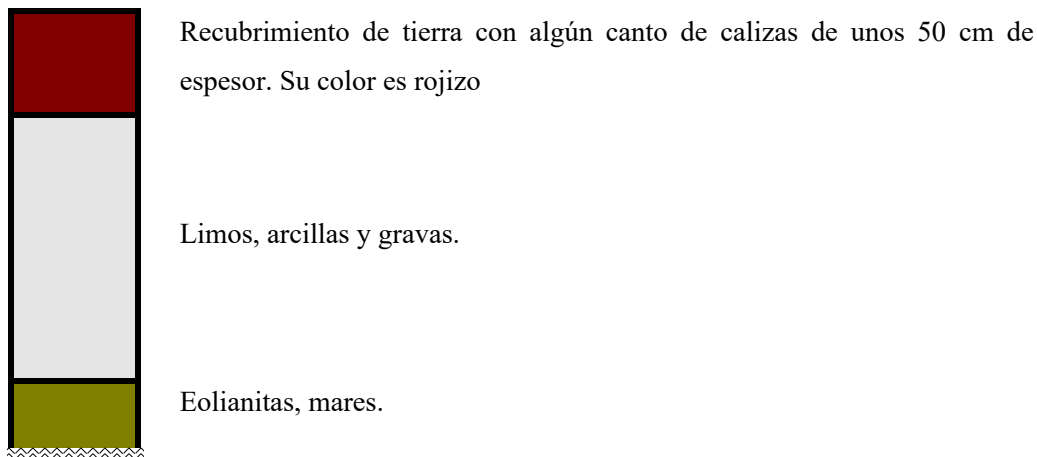 Recubrimiento de tierra con algún canto de calizas de unos 50 cm de
espesor. Su color es rojizo
Limos, arcillas y gravas.
Eolianitas, mares.